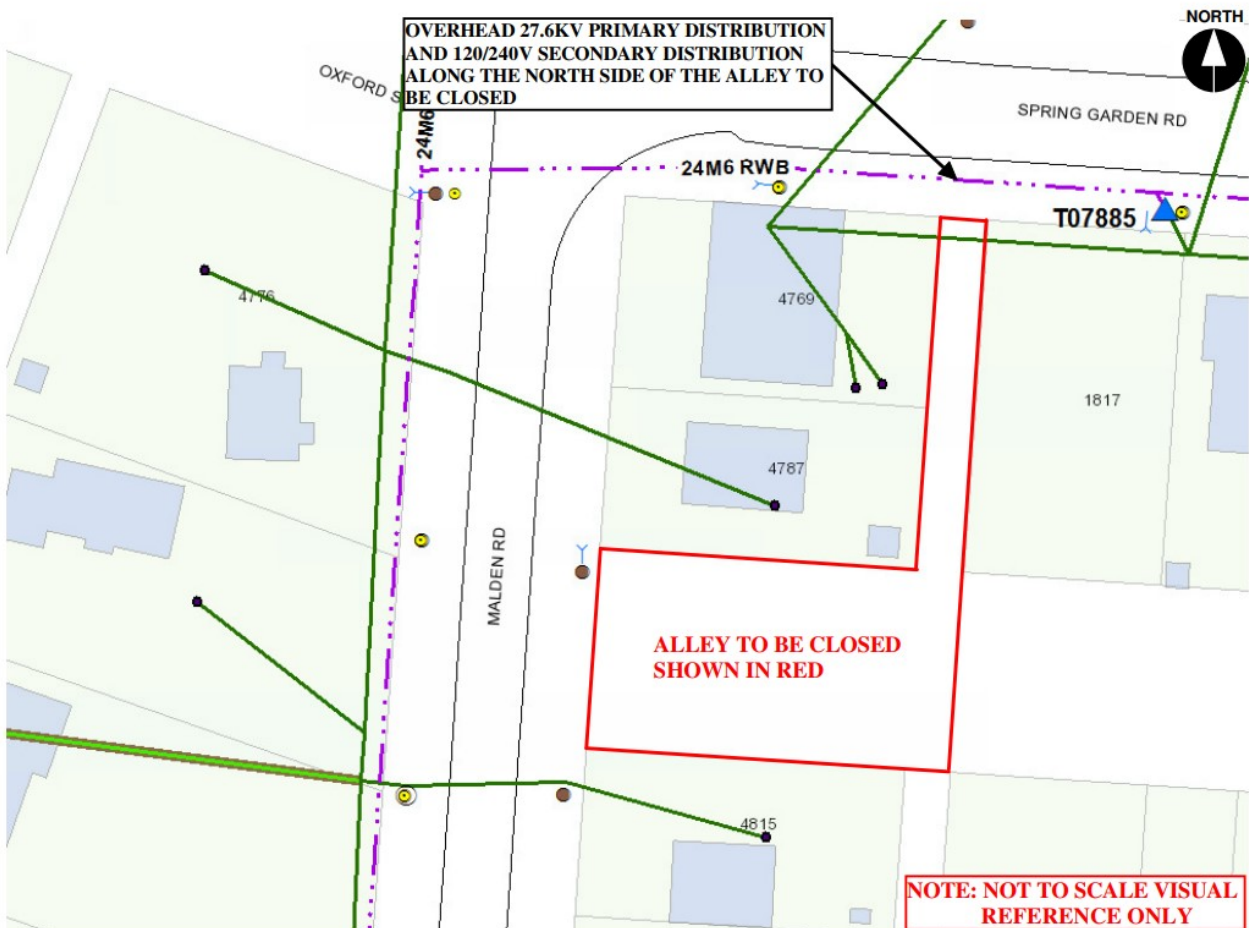 OVERHEAD 27.6KV PRIMARY DISTRIBUTION
AND 120/240V SECONDARY DISTRIBUTION
ALONG THE NORTH SIDE OF THE ALLEY TO
BE CLOSED
NORTH
OXFORD S
24M6
SPRING GARDEN RD
24M6 RWB
T07885
4776
4769
1817
4787
MALDEN RD
ALLEY TO BE CLOSED
SHOWN IN RED
4815
NOTE: NOT TO SCALE VISUAL
REFERENCE ONLY